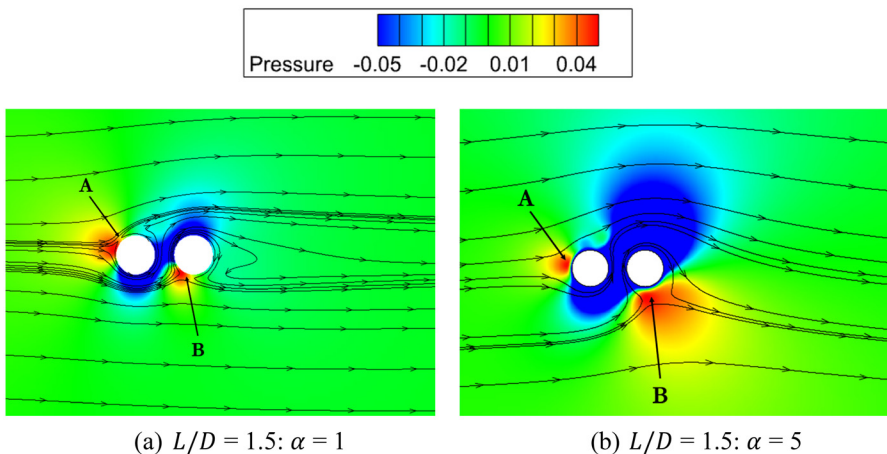 Pressure -0.05 -0.02 0.01 0.04
A
B
A
B
(a) L/D = 1.5: α = 1
(b) L/D = 1.5: α = 5